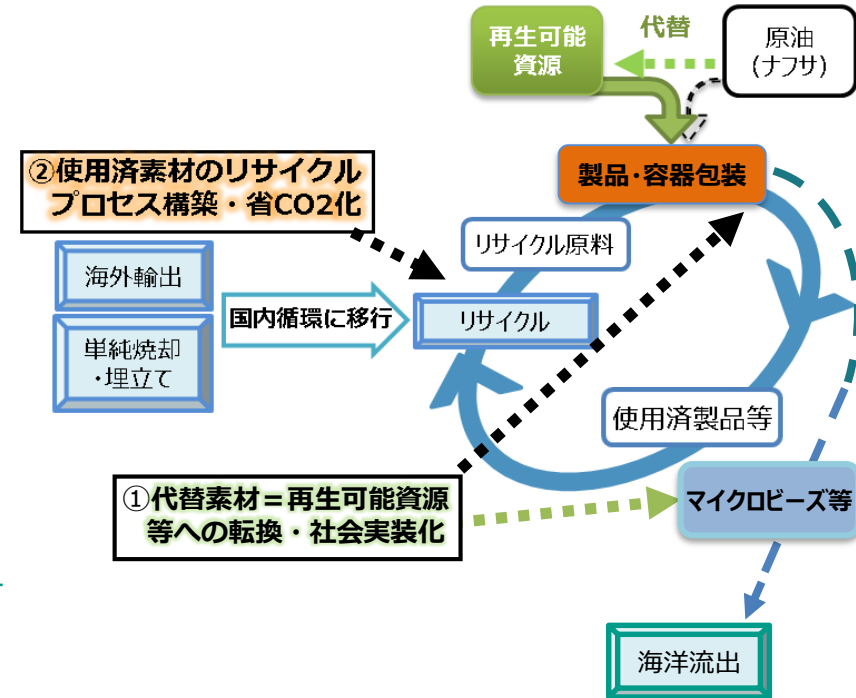 再生可能
資源
代替
原油
(ナフサ)
②使用済素材のリサイクル
プロセス構築・省CO2化
製品・容器包装
リサイクル原料
海外輸出
国内循環に移行
リサイクル
単純焼却
・埋立て
使用済製品等
①代替素材＝再生可能資源
等への転換・社会実装化
マイクロビーズ等
海洋流出